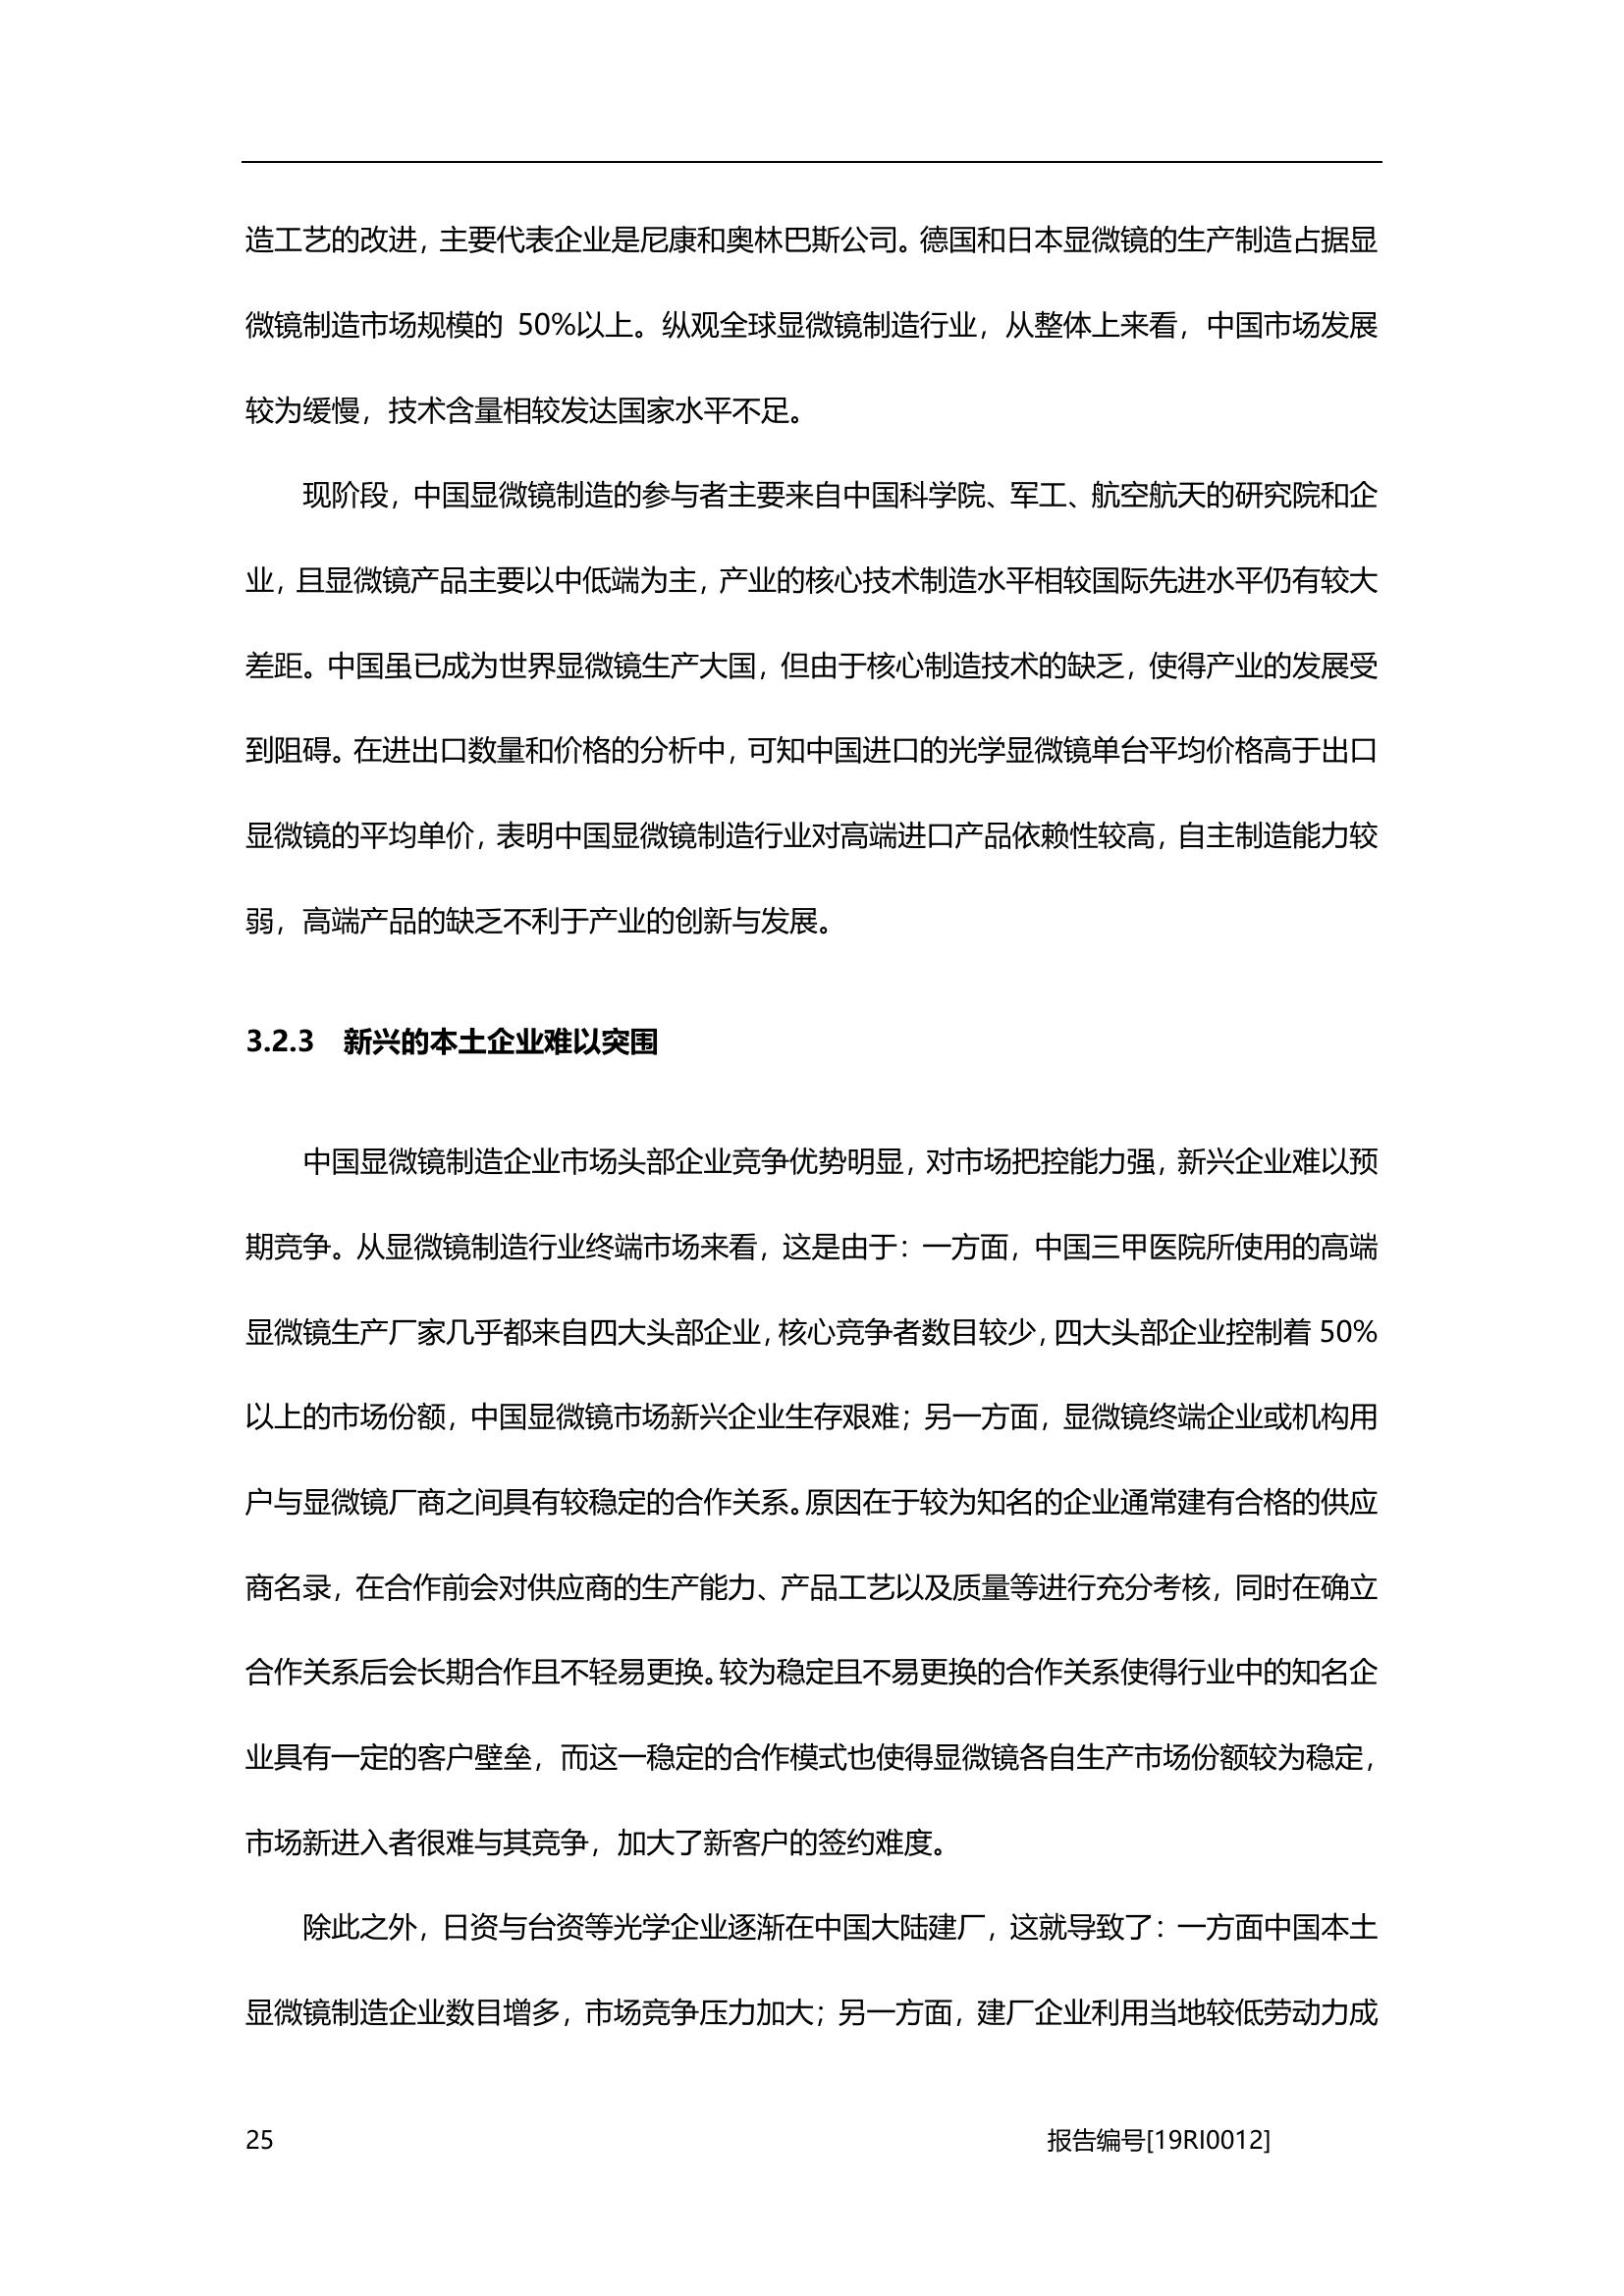 造工艺的改进，主要代表企业是尼康和奥林巴斯公司。德国和日本显微镜的生产制造占据显
微镜制造市场规模的 50%以上。纵观全球显微镜制造行业，从整体上来看，中国市场发展
较为缓慢，技术含量相较发达国家水平不足。
现阶段，中国显微镜制造的参与者主要来自中国科学院、军工、航空航天的研究院和企
业，且显微镜产品主要以中低端为主，产业的核心技术制造水平相较国际先进水平仍有较大
差距。中国虽已成为世界显微镜生产大国，但由于核心制造技术的缺乏，使得产业的发展受
到阻碍。在进出口数量和价格的分析中，可知中国进口的光学显微镜单台平均价格高于出口
显微镜的平均单价，表明中国显微镜制造行业对高端进口产品依赖性较高，自主制造能力较
弱，高端产品的缺乏不利于产业的创新与发展。
3.2.3 新兴的本土企业难以突围
中国显微镜制造企业市场头部企业竞争优势明显，对市场把控能力强，新兴企业难以预
期竞争。从显微镜制造行业终端市场来看，这是由于：一方面，中国三甲医院所使用的高端
显微镜生产厂家几乎都来自四大头部企业，核心竞争者数目较少，四大头部企业控制着 50%
以上的市场份额，中国显微镜市场新兴企业生存艰难；另一方面，显微镜终端企业或机构用
户与显微镜厂商之间具有较稳定的合作关系。原因在于较为知名的企业通常建有合格的供应
商名录，在合作前会对供应商的生产能力、产品工艺以及质量等进行充分考核，同时在确立
合作关系后会长期合作且不轻易更换。较为稳定且不易更换的合作关系使得行业中的知名企
业具有一定的客户壁垒，而这一稳定的合作模式也使得显微镜各自生产市场份额较为稳定，
市场新进入者很难与其竞争，加大了新客户的签约难度。
除此之外，日资与台资等光学企业逐渐在中国大陆建厂，这就导致了：一方面中国本土
显微镜制造企业数目增多，市场竞争压力加大；另一方面，建厂企业利用当地较低劳动力成
25 报告编号[19RI0012]